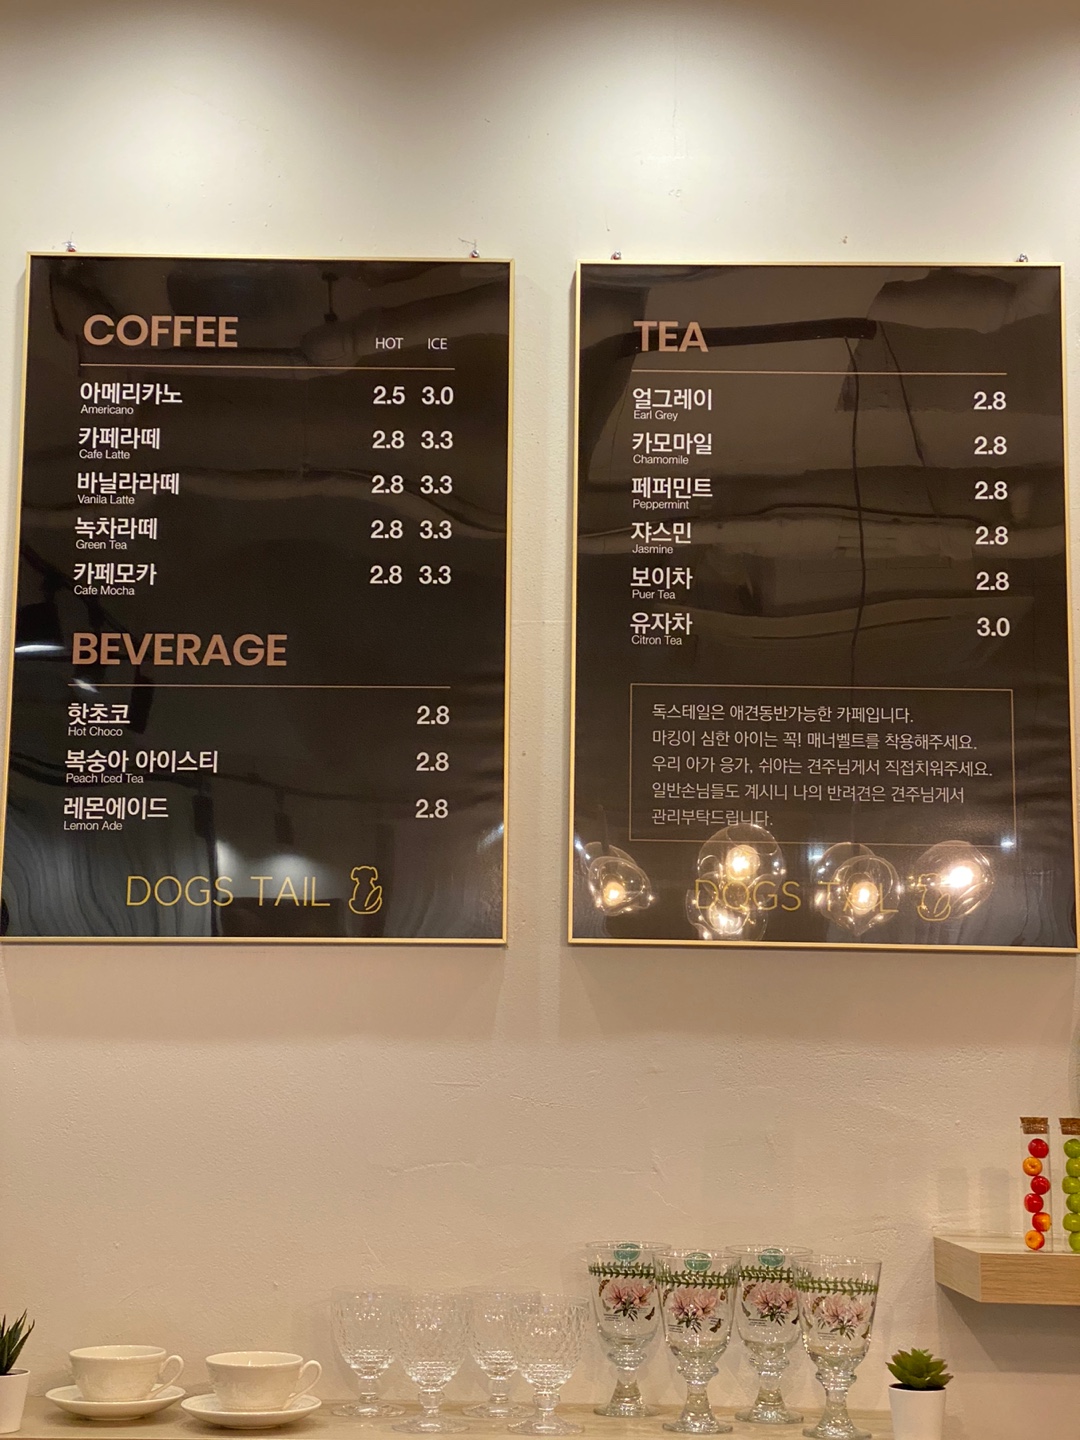 COFFEE HOT ICE
아메리카노 2.5 3.0
Americano
카페라떼 2.8 3.3
Cafe Latte
바닐라라떼 2.8 3.3
Vanila Latte
녹차라떼 2.8 3.3
Green Tea
카페모카 2.8 3.3
Cafe Mocha
BEVERAGE
핫초코 2.8
Hot Choco
복숭아 아이스티 2.8
Peach Iced Tea
레몬에이드 2.8
Lemon Ade
DOGS TAIL
TEA
얼그레이 2.8
Earl Grey
카모마일 2.8
Chamomile
페퍼민트 2.8
Peppermint
쟈스민 2.8
Jasmine
보이차 2.8
Puer Tea
유자차 3.0
Citron Tea
독스테일은 애견동반가능한 카페입니다.
마킹이 심한 아이는 꼭! 매너벨트를 착용해주세요.
우리 아가 응가, 쉬야는 견주님게서 직접치워주세요.
일반손님들도 계시니 나의 반려견은 견주님게서
관리부탁드립니다.
DOGS TAIL